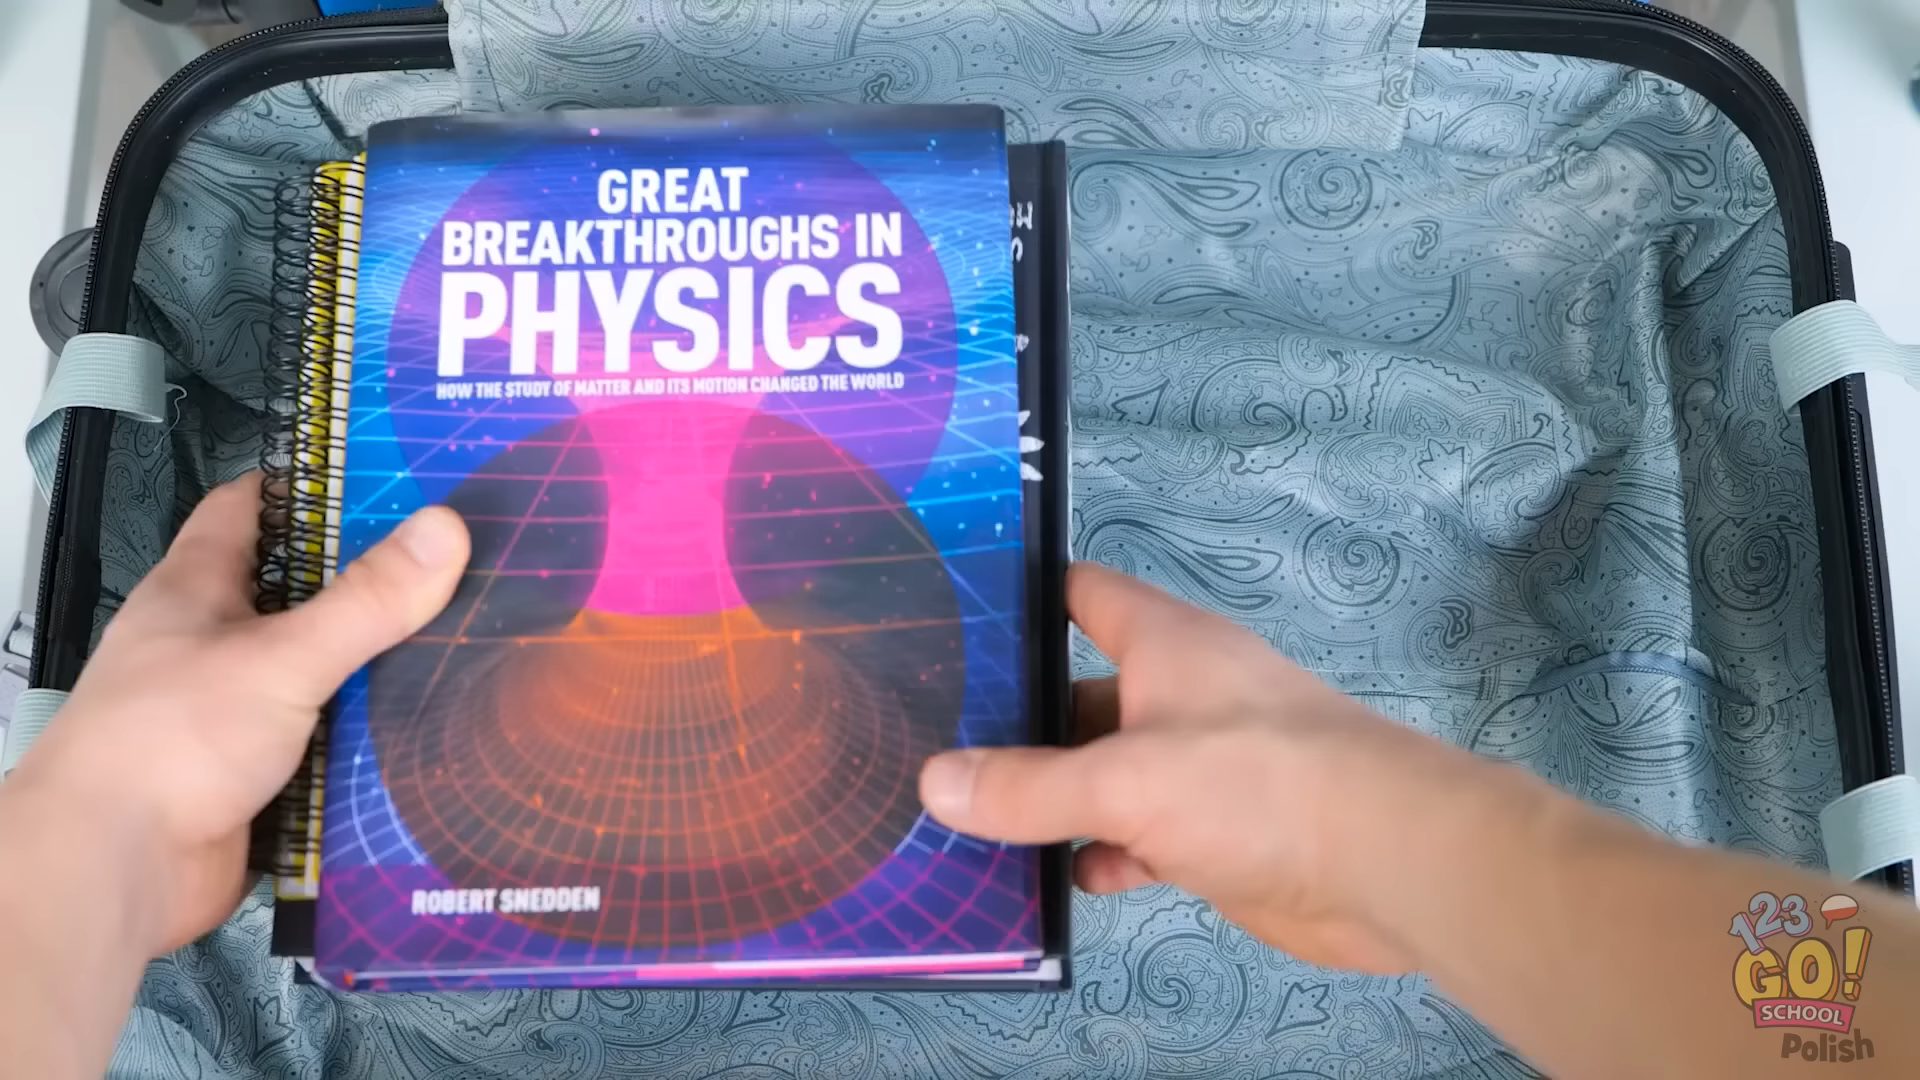 GREAT
BREAKTHROUGHS IN
PHYSICS
HOW THE STUDY OF MATTER AND ITS MOTION CHANGED THE WORLD
ROBERT SNEDDEN
123
GO!
SCHOOL
Polish